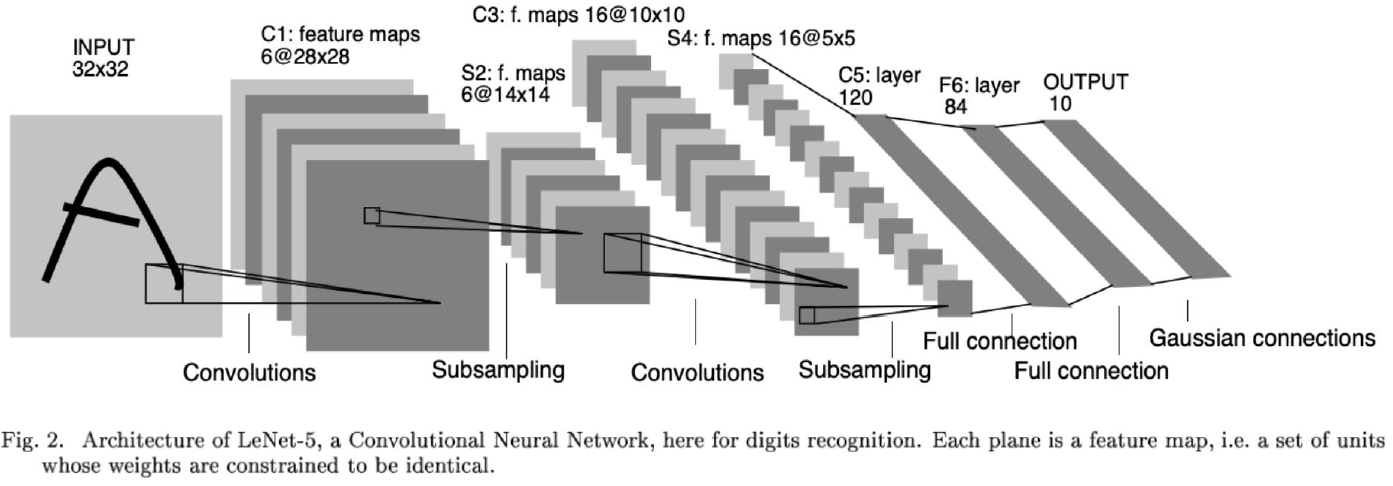 INPUT
32x32
C1: feature maps
6@28x28
S2: f. maps
6@14x14
C3: f. maps 16@10x10
S4: f. maps 16@5x5
C5: layer
120
F6: layer
84
OUTPUT
10
Convolutions
Subsampling
Convolutions
Subsampling
Full connection
Full connection
Gaussian connections
Fig. 2. Architecture of LeNet-5, a Convolutional Neural Network, here for digits recognition. Each plane is a feature map, i.e. a set of units
whose weights are constrained to be identical.